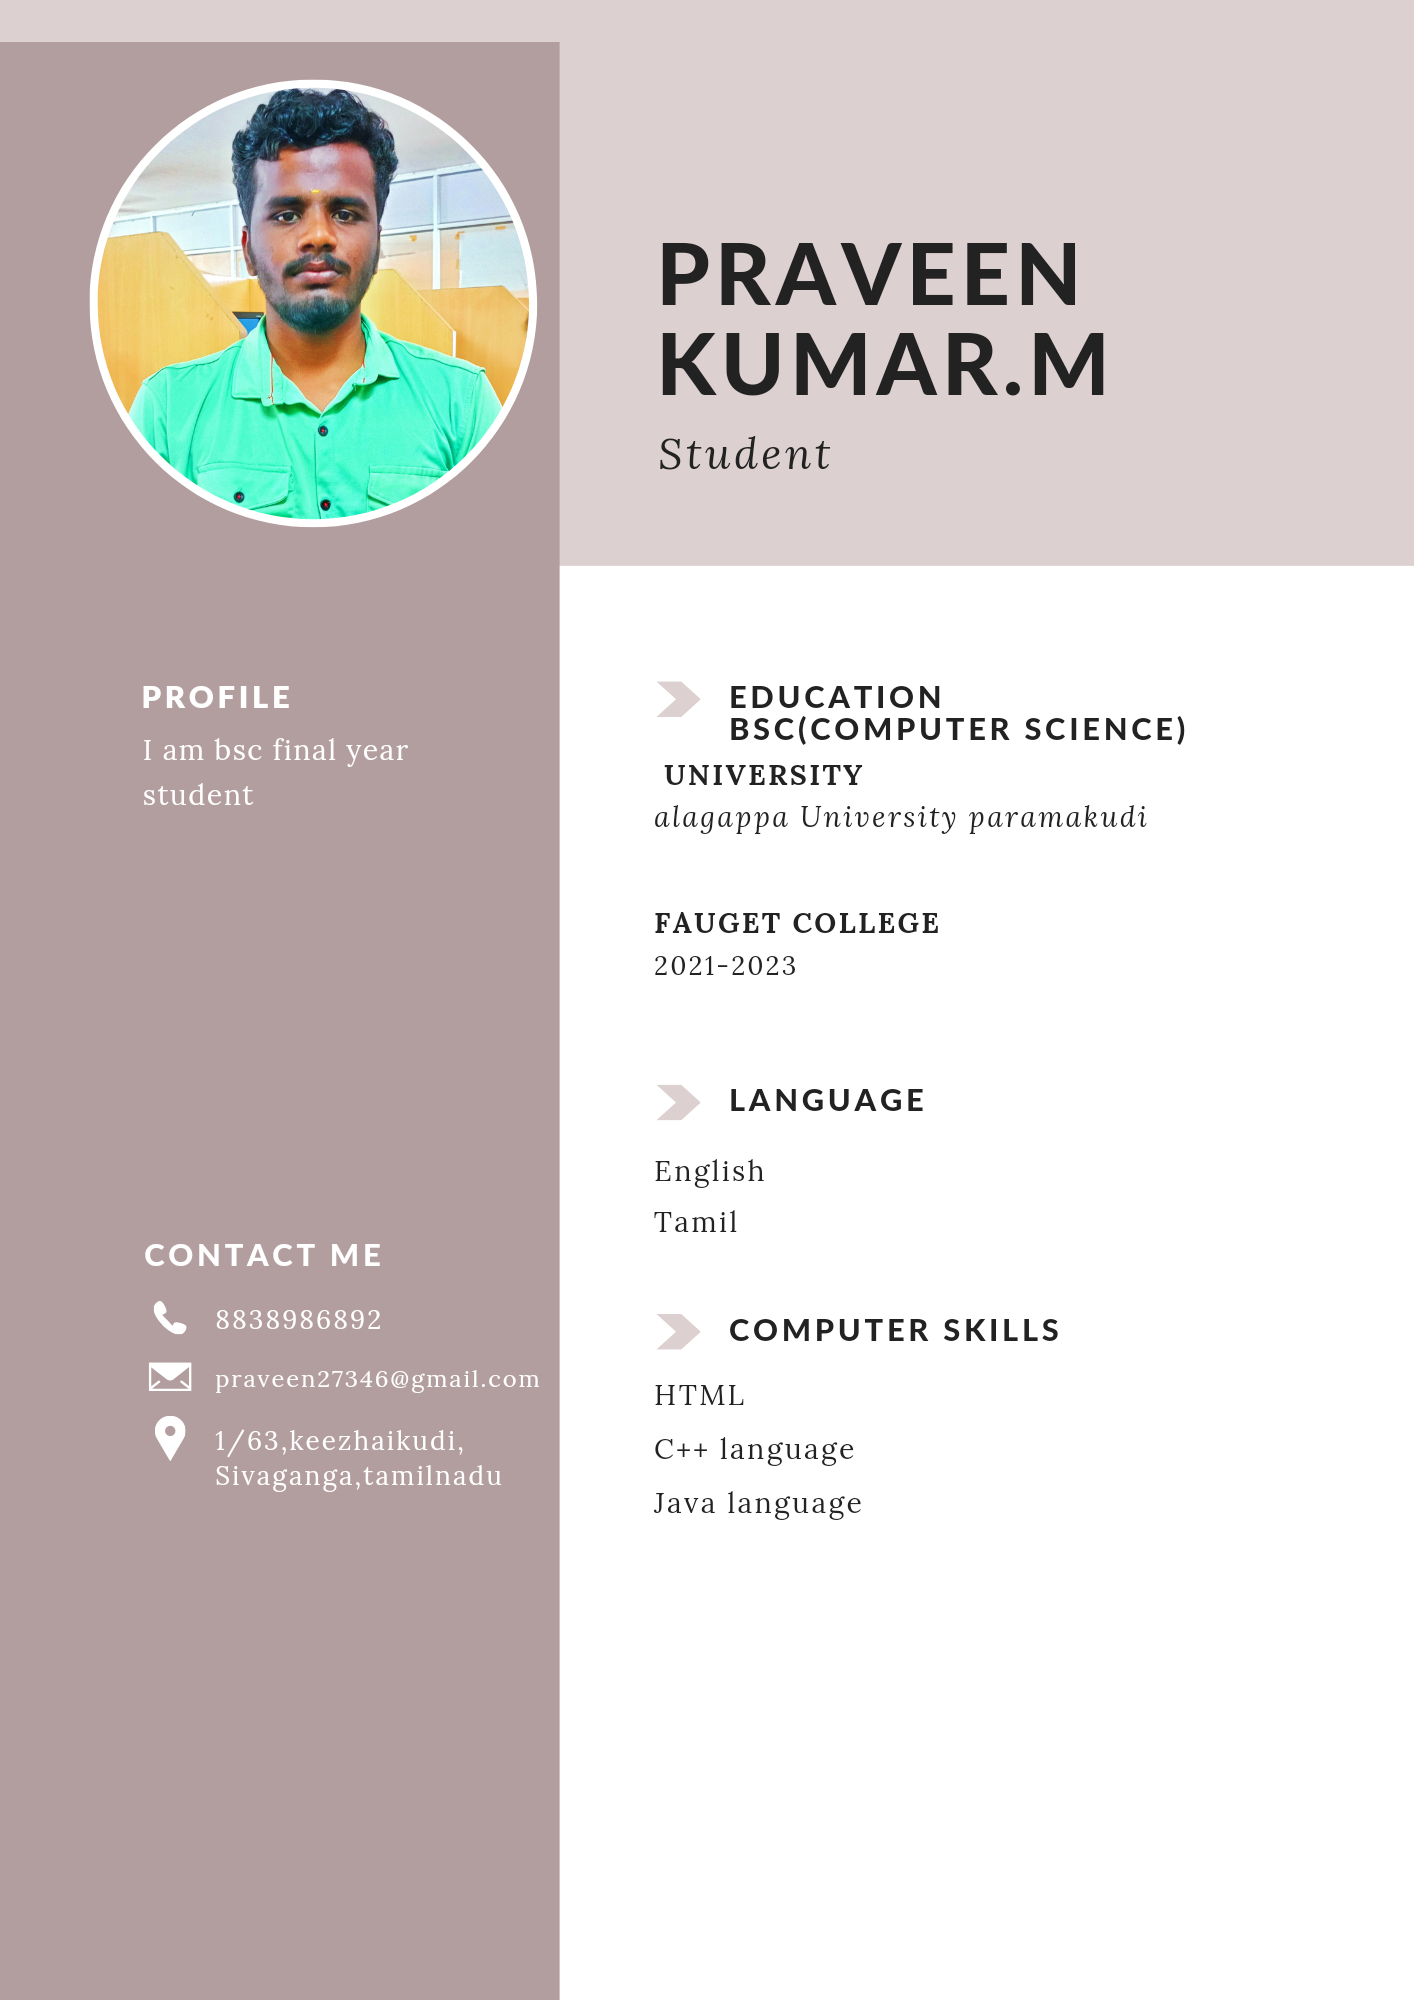 PRAVEEN
KUMAR.M
Student
PROFILE
I am bsc final year
student
CONTACT ME
8838986892
praveen27346@gmail.com
1/63,keezhaikudi,
Sivaganga,tamilnadu
EDUCATION
BSC(COMPUTER SCIENCE)
UNIVERSITY
alagappa University paramakudi
FAUGET COLLEGE
2021-2023
LANGUAGE
English
Tamil
COMPUTER SKILLS
HTML
C++ language
Java language